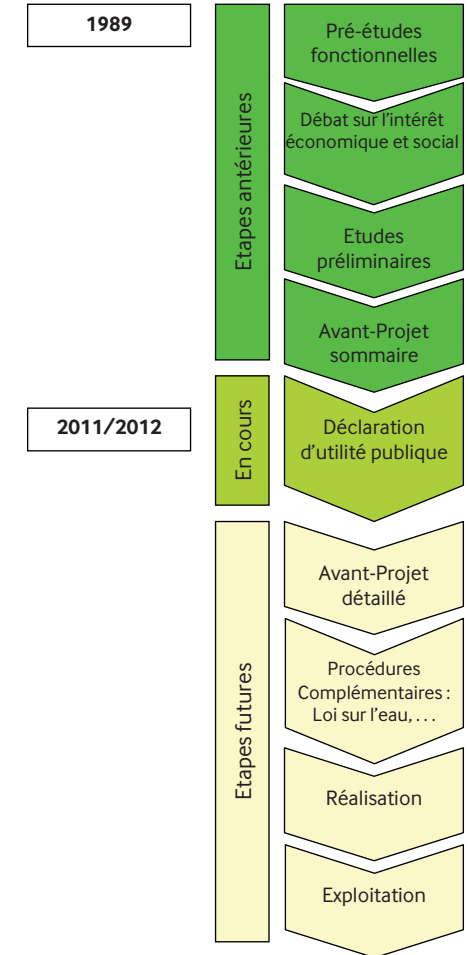 1989
Etapes antérieures
Pré-études
fonctionnelles
Débat sur l'intérêt
économique et social
Etudes
préliminaires
Avant-Projet
sommaire
2011/2012
En cours
Déclaration
d'utilité publique
Etapes futures
Avant-Projet
détaillé
Procédures
Complémentaires :
Loi sur l'eau, ...
Réalisation
Exploitation